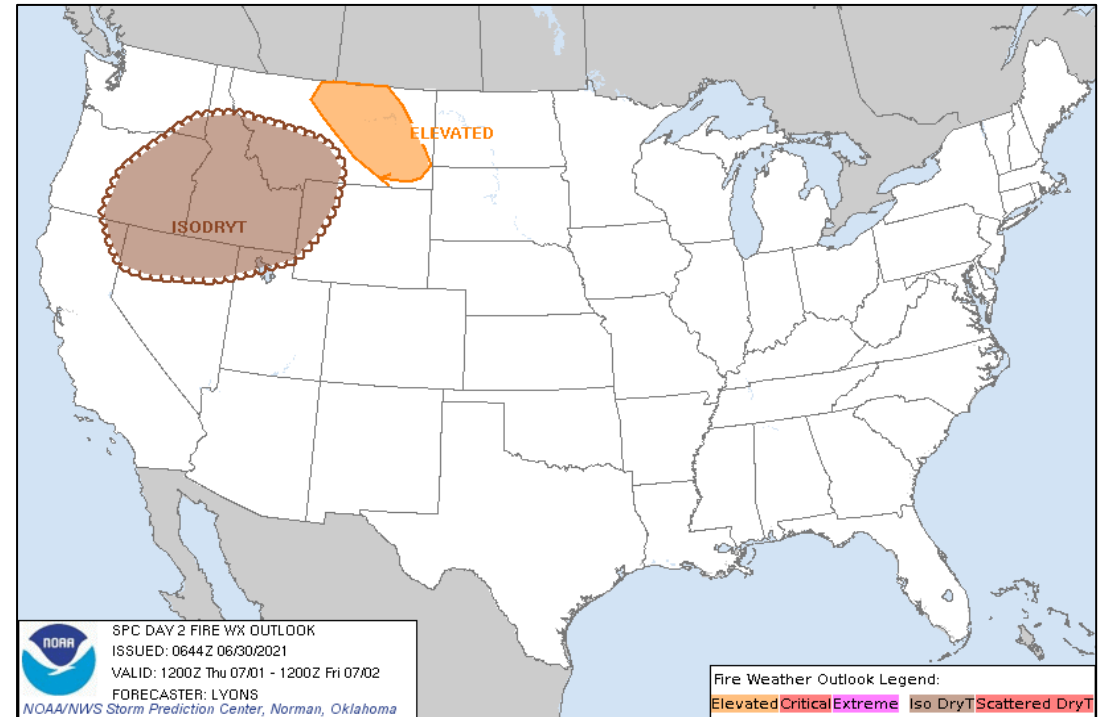 ELEVATED
ISODRYT
NOAA
SPC DAY 2 FIRE WX OUTLOOK
ISSUED: 0644Z 06/30/2021
VALID: 1200Z Thu 07/01 - 1200Z Fri 07/02
FORECASTER: LYONS
NOAA/NWS Storm Prediction Center, Norman, Oklahoma
Fire Weather Outlook Legend:
Elevated Critical Extreme Iso DryT Scattered DryT